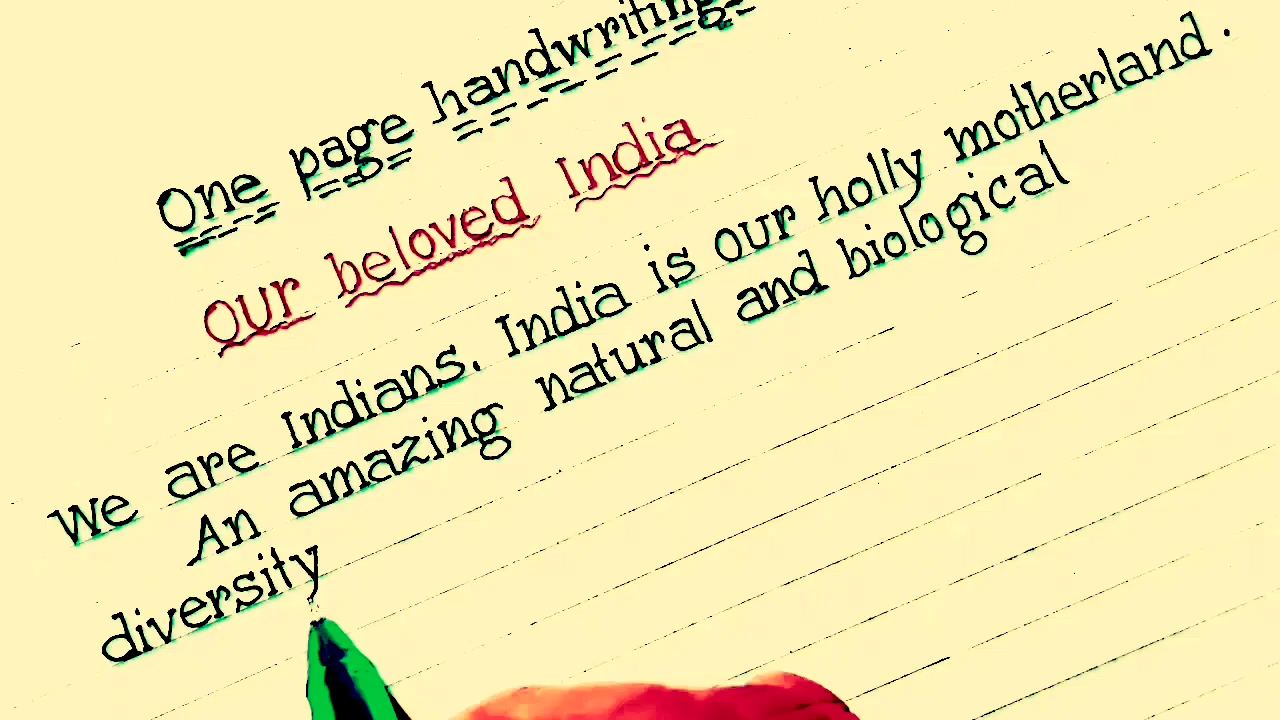 One page handwriting
Our beloved India
We are Indians. India is our holly motherland.
An amazing natural and biological
diversity